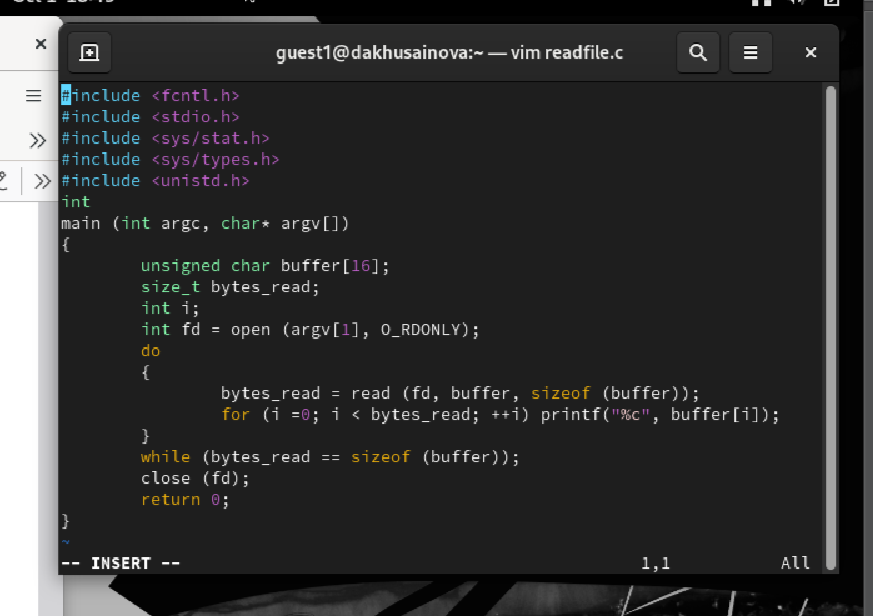 guest1@dakhusainova:~ — vim readfile.c
#include <fcntl.h>
#include <stdio.h>
#include <sys/stat.h>
#include <sys/types.h>
#include <unistd.h>
int
main (int argc, char* argv[])
{
        unsigned char buffer[16];
        size_t bytes_read;
        int i;
        int fd = open (argv[1], O_RDONLY);
        do
        {
                bytes_read = read (fd, buffer, sizeof (buffer));
                for (i =0; i < bytes_read; ++i) printf("%c", buffer[i]);
        }
        while (bytes_read == sizeof (buffer));
        close (fd);
        return 0;
}
~
-- INSERT -- 1,1 All